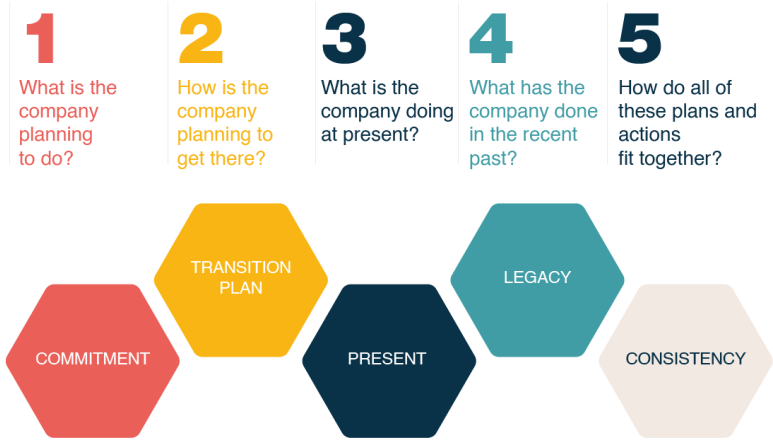 1
What is the
company
planning
to do?
2
How is the
company
planning to
get there?
3
What is the
company doing
at present?
4
What has the
company done
in the recent
past?
5
How do all of
these plans and
actions
fit together?
COMMITMENT
TRANSITION
PLAN
PRESENT
LEGACY
CONSISTENCY